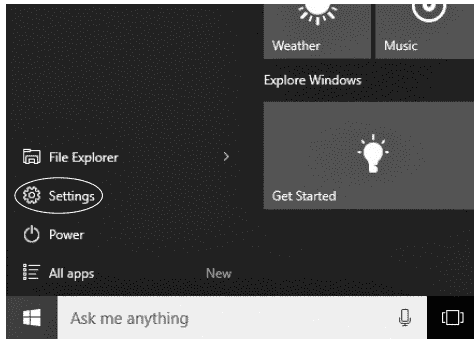 Weather
Music
Explore Windows
File Explorer
Settings
Get Started
Power
All apps
New
Ask me anything